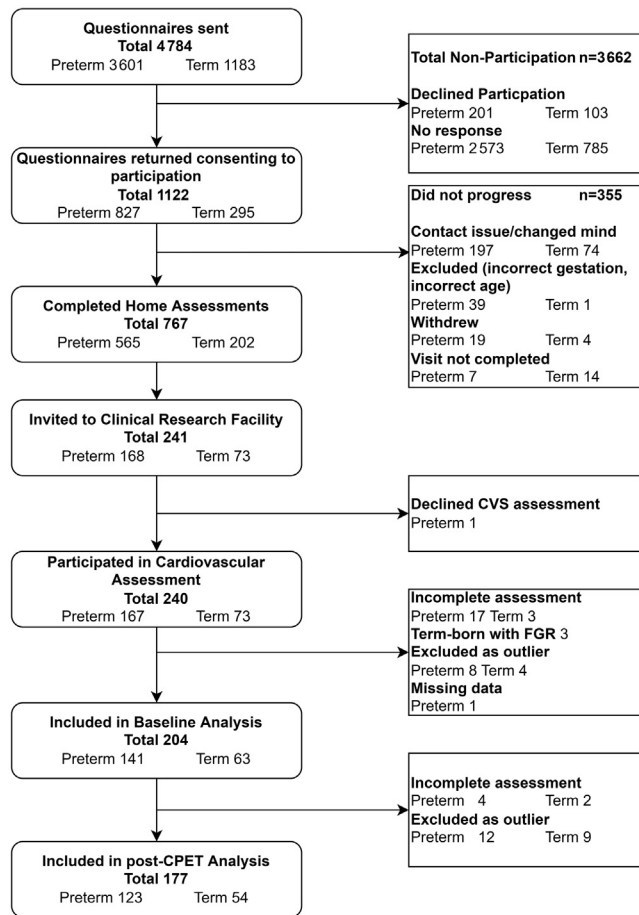 Questionnaires sent
Total 4 784
Preterm 3 601 Term 1183
Total Non-Participation n=3662
Declined Particpation
Preterm 201 Term 103
No response
Preterm 2 573 Term 785
Questionnaires returned consenting to
participation
Total 1122
Preterm 827 Term 295
Did not progress n=355
Contact issue/changed mind
Preterm 197 Term 74
Excluded (incorrect gestation,
incorrect age)
Preterm 39 Term 1
Withdrew
Preterm 19 Term 4
Visit not completed
Preterm 7 Term 14
Completed Home Assessments
Total 767
Preterm 565 Term 202
Invited to Clinical Research Facility
Total 241
Preterm 168 Term 73
Declined CVS assessment
Preterm 1
Participated in Cardiovascular
Assessment
Total 240
Preterm 167 Term 73
Incomplete assessment
Preterm 17 Term 3
Term-born with FGR 3
Excluded as outlier
Preterm 8 Term 4
Missing data
Preterm 1
Included in Baseline Analysis
Total 204
Preterm 141 Term 63
Incomplete assessment
Preterm 4 Term 2
Excluded as outlier
Preterm 12 Term 9
Included in post-CPET Analysis
Total 177
Preterm 123 Term 54